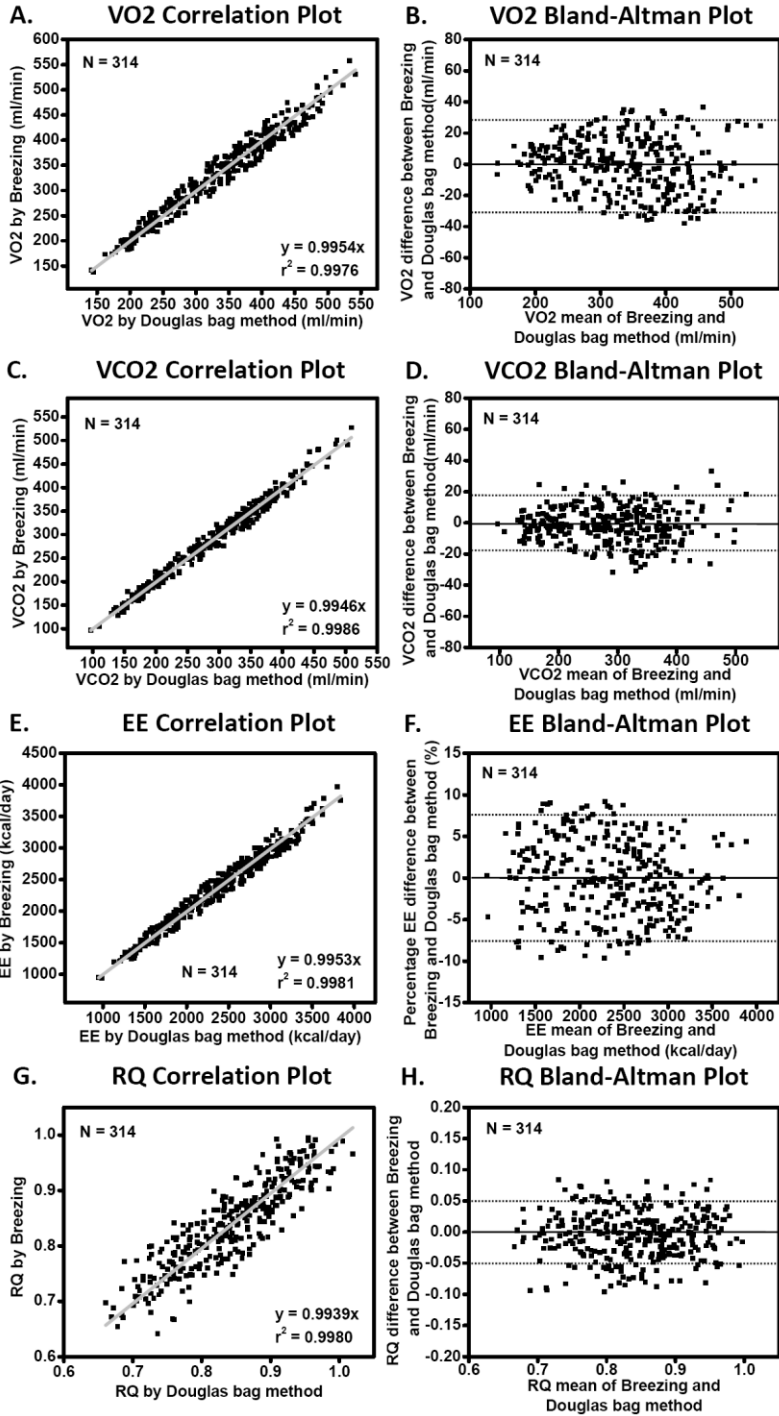 A. VO2 Correlation Plot
600
550
500
450
400
350
300
250
200
150
N = 314
y = 0.9954x
r² = 0.9976
VO2 by Breezing (ml/min)
100 150 200 250 300 350 400 450 500 550
VO2 by Douglas bag method (ml/min)
B. VO2 Bland-Altman Plot
80
60
40
20
0
-20
-40
-60
-80
N = 314
VO2 difference between Breezing
and Douglas bag method(ml/min)
100 200 300 400 500
VO2 mean of Breezing and
Douglas bag method (ml/min)
C. VCO2 Correlation Plot
550
500
450
400
350
300
250
200
150
100
N = 314
y = 0.9946x
r² = 0.9986
VCO2 by Breezing (ml/min)
100 150 200 250 300 350 400 450 500 550
VCO2 by Douglas bag method (ml/min)
D. VCO2 Bland-Altman Plot
80
60
40
20
0
-20
-40
-60
-80
N = 314
VCO2 difference between Breezing
and Douglas bag method(ml/min)
100 200 300 400 500
VCO2 mean of Breezing and
Douglas bag method (ml/min)
E. EE Correlation Plot
4500
4000
3500
3000
2500
2000
1500
1000
N = 314
y = 0.9953x
r² = 0.9981
EE by Breezing (kcal/day)
1000 1500 2000 2500 3000 3500 4000
EE by Douglas bag method (kcal/day)
F. EE Bland-Altman Plot
15
10
5
0
-5
-10
-15
N = 314
Percentage EE difference between
Breezing and Douglas bag method (%)
1000 1500 2000 2500 3000 3500 4000
EE mean of Breezing and
Douglas bag method (kcal/day)
G. RQ Correlation Plot
1.0
0.9
0.8
0.7
0.6
N = 314
y = 0.9939x
r² = 0.9980
RQ by Breezing
0.6 0.7 0.8 0.9 1.0
RQ by Douglas bag method
H. RQ Bland-Altman Plot
0.20
0.15
0.10
0.05
0.00
-0.05
-0.10
-0.15
-0.20
N = 314
RQ difference between Breezing
and Douglas bag method
0.6 0.7 0.8 0.9 1.0
RQ mean of Breezing and
Douglas bag method